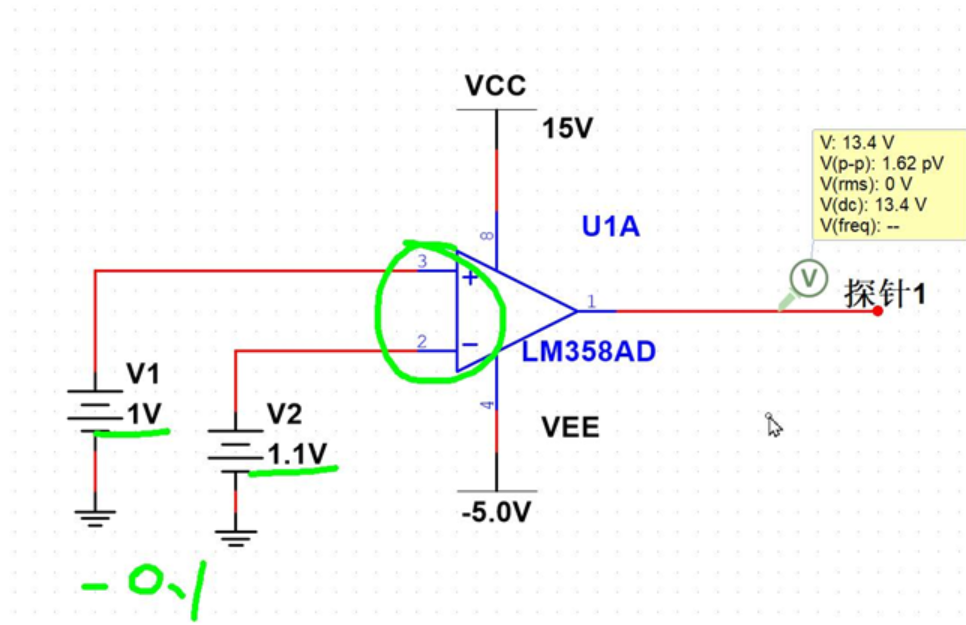 VCC
15V
V: 13.4 V
V(p-p): 1.62 pV
V(rms): 0 V
V(dc): 13.4 V
V(freq): --
8
U1A
3
+
V
探针1
1
2
−
LM358AD
V1
1V
4
V2
1.1V
VEE
-5.0V
-0.1